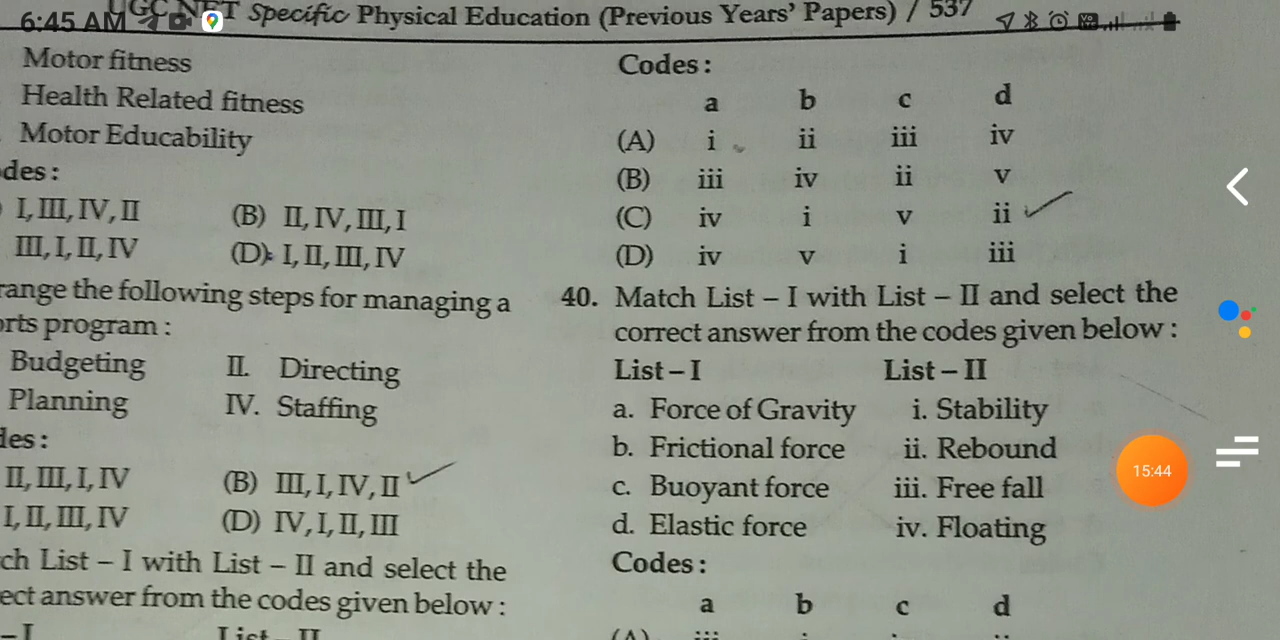 6:45 AM
UGC NET Specific Physical Education (Previous Years' Papers) / 537
Motor fitness
Health Related fitness
Motor Educability
des :
I, III, IV, II (B) II, IV, III, I
III, I, II, IV (D) I, II, III, IV
range the following steps for managing a
orts program :
Budgeting II. Directing
Planning IV. Staffing
des :
II, III, I, IV (B) III, I, IV, II
I, II, III, IV (D) IV, I, II, III
ch List – I with List – II and select the
ect answer from the codes given below :
– I List – II
Codes :
a b c d
(A) i ii iii iv
(B) iii iv ii v
(C) iv i v ii
(D) iv v i iii
40. Match List – I with List – II and select the
correct answer from the codes given below :
List – I List – II
a. Force of Gravity i. Stability
b. Frictional force ii. Rebound
c. Buoyant force iii. Free fall
d. Elastic force iv. Floating
Codes :
a b c d
(A)
15:44